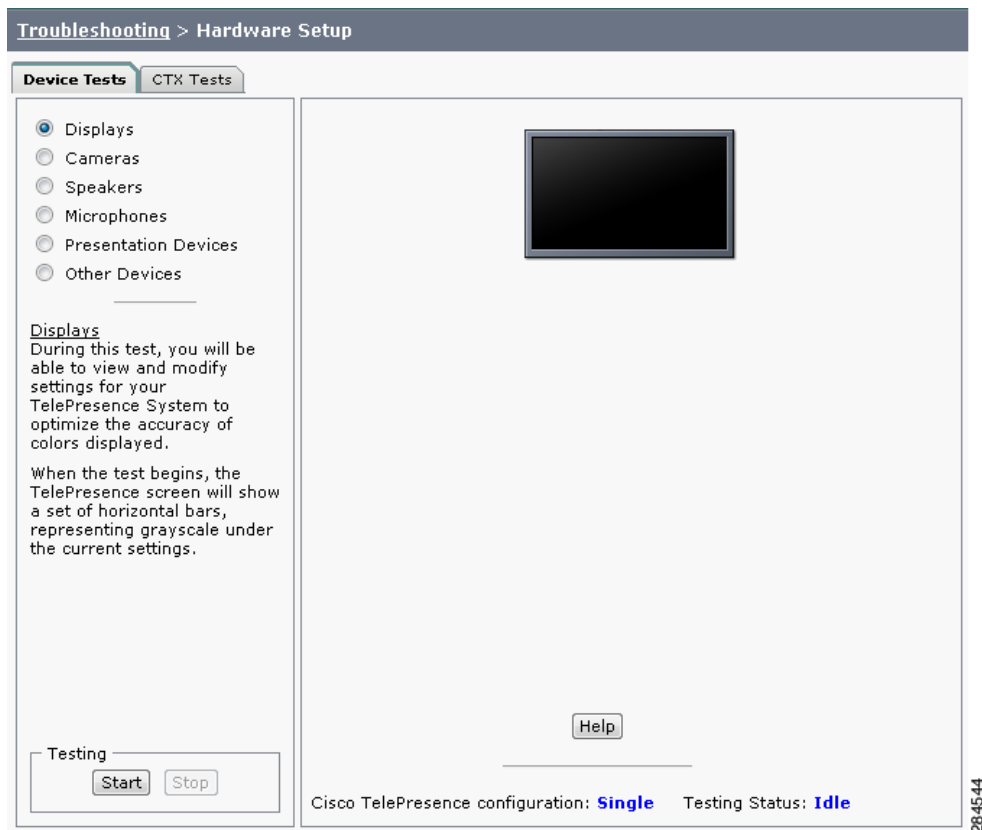 Troubleshooting > Hardware Setup
Device Tests
CTX Tests
Displays
Cameras
Speakers
Microphones
Presentation Devices
Other Devices
Displays
During this test, you will be
able to view and modify
settings for your
TelePresence System to
optimize the accuracy of
colors displayed.
When the test begins, the
TelePresence screen will show
a set of horizontal bars,
representing grayscale under
the current settings.
Testing
Start Stop
Help
Cisco TelePresence configuration: Single Testing Status: Idle
284544